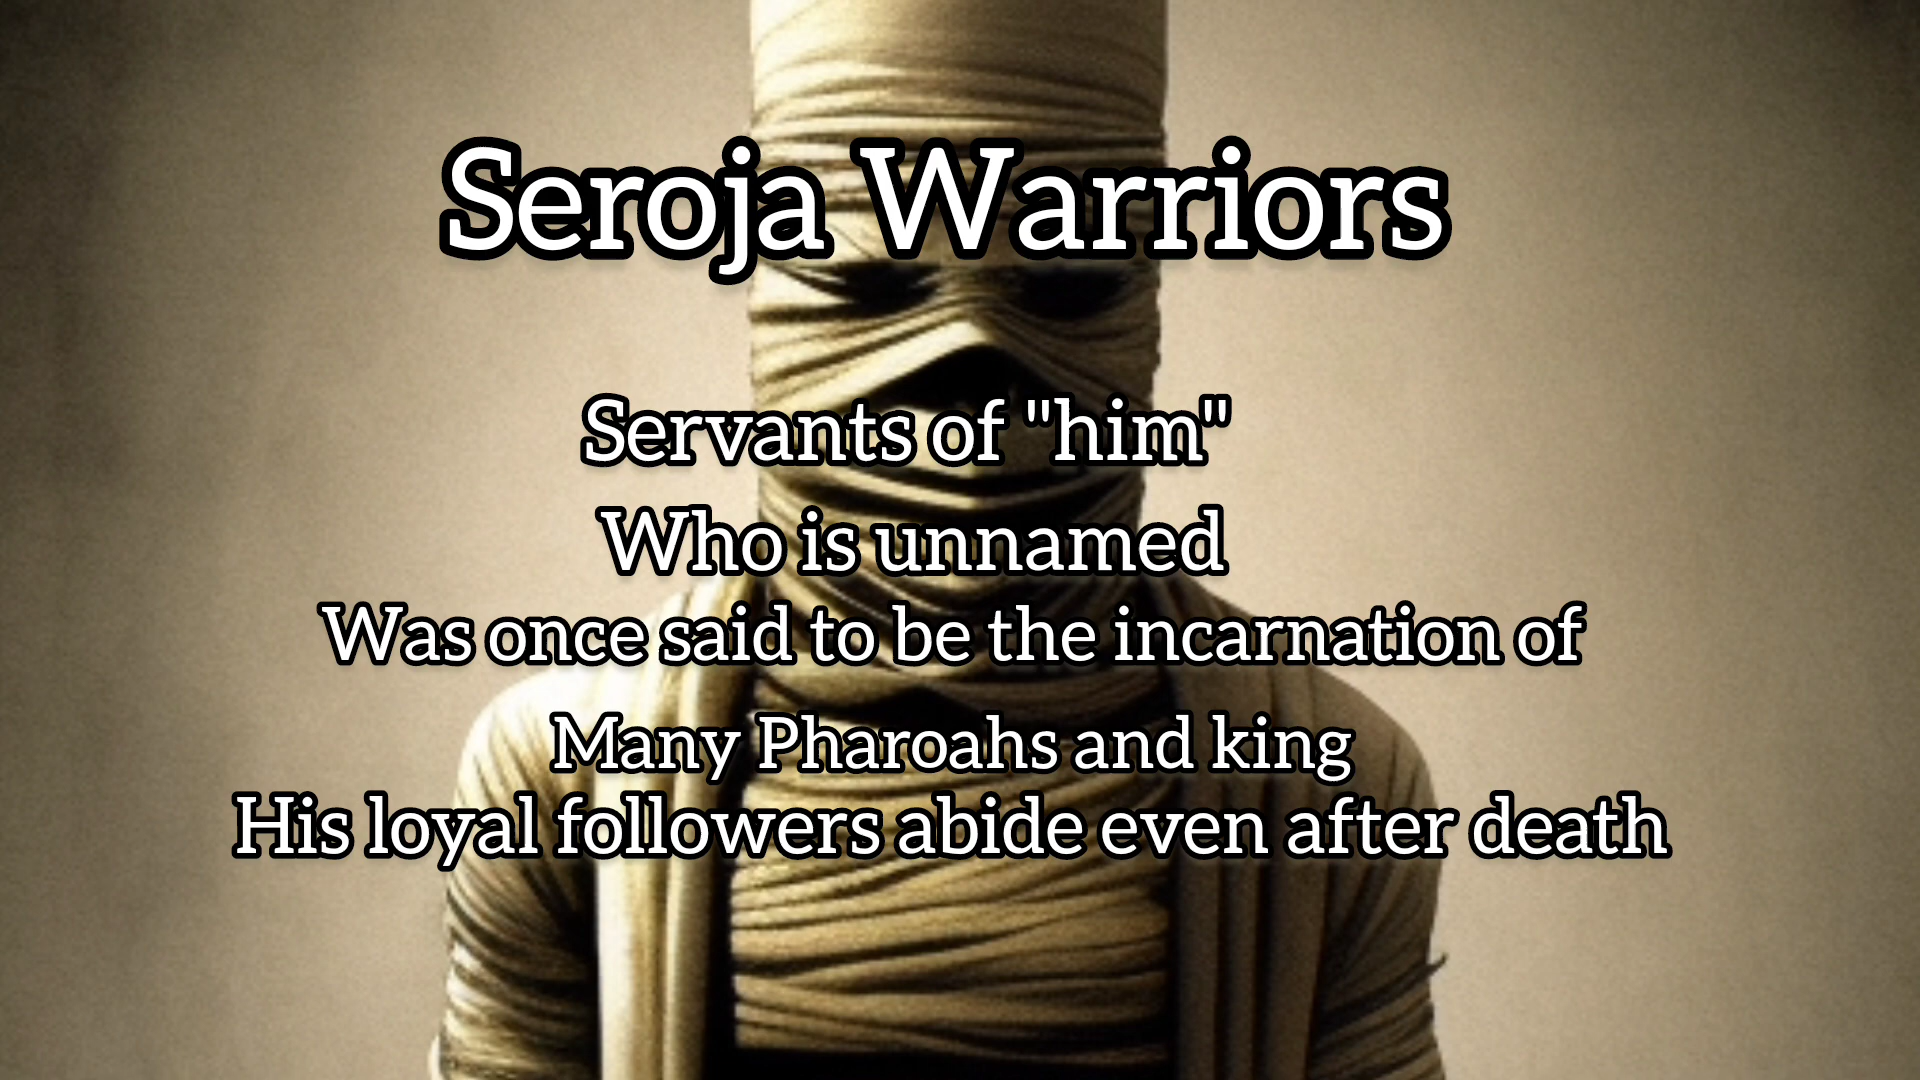 Seroja Warriors
Servants of "him"
Who is unnamed
Was once said to be the incarnation of
Many Pharoahs and king
His loyal followers abide even after death